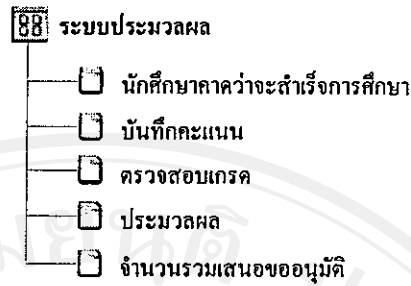 ระบบประมวลผล
นักศึกษาคาดว่าจะสำเร็จการศึกษา
บันทึกคะแนน
ตรวจสอบเกรด
ประมวลผล
จำนวนรวมเสนอขออนุมัติ